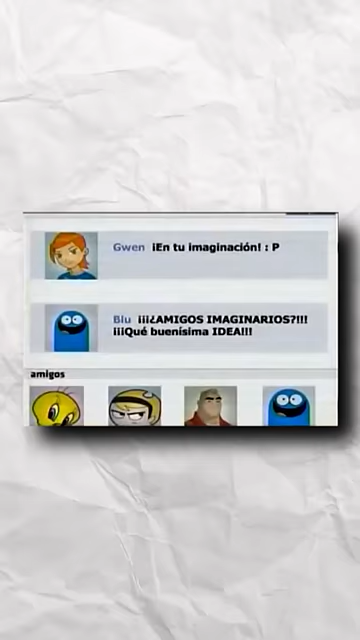 Gwen ¡En tu imaginación! : P
Blu ¡¡¡¿AMIGOS IMAGINARIOS?!!!
¡¡¡Qué buenísima IDEA!!!
amigos